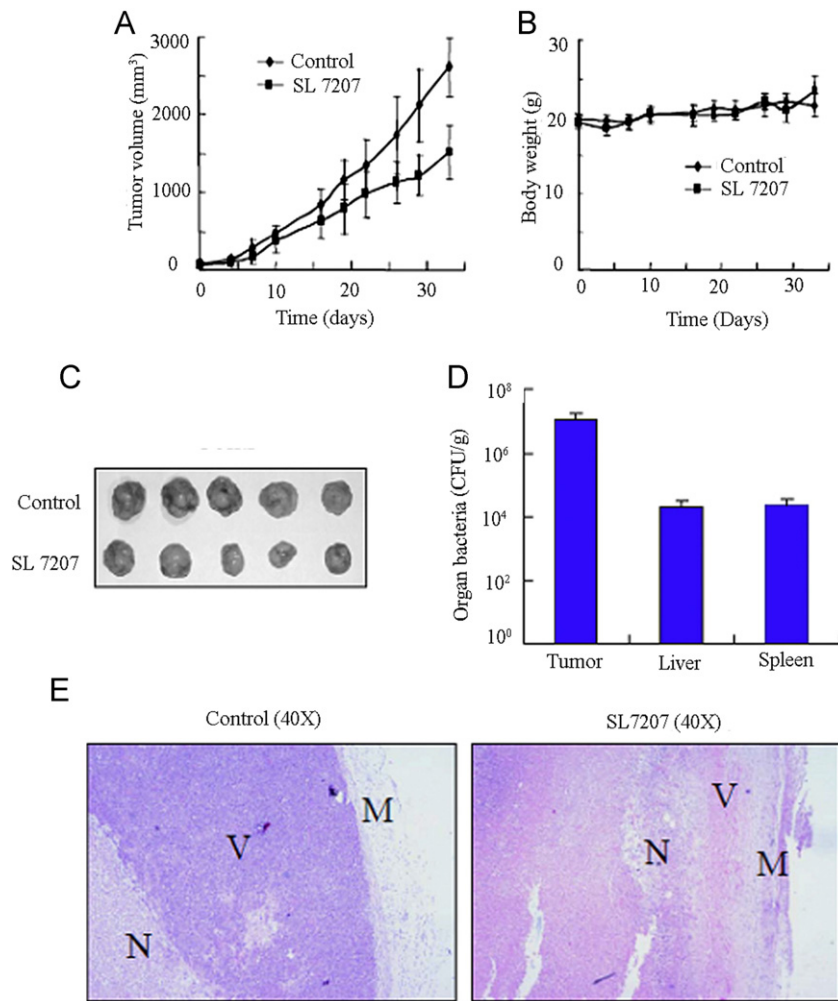 A
Tumor volume (mm³)
3000
2000
1000
0
Control
SL 7207
0
10
20
30
Time (days)
B
Body weight (g)
30
20
10
0
Control
SL 7207
0
10
20
30
Time (Days)
C
Control
SL 7207
D
Organ bacteria (CFU/g)
10⁸
10⁶
10⁴
10²
10⁰
Tumor
Liver
Spleen
E
Control (40X)
N
V
M
SL7207 (40X)
N
V
M